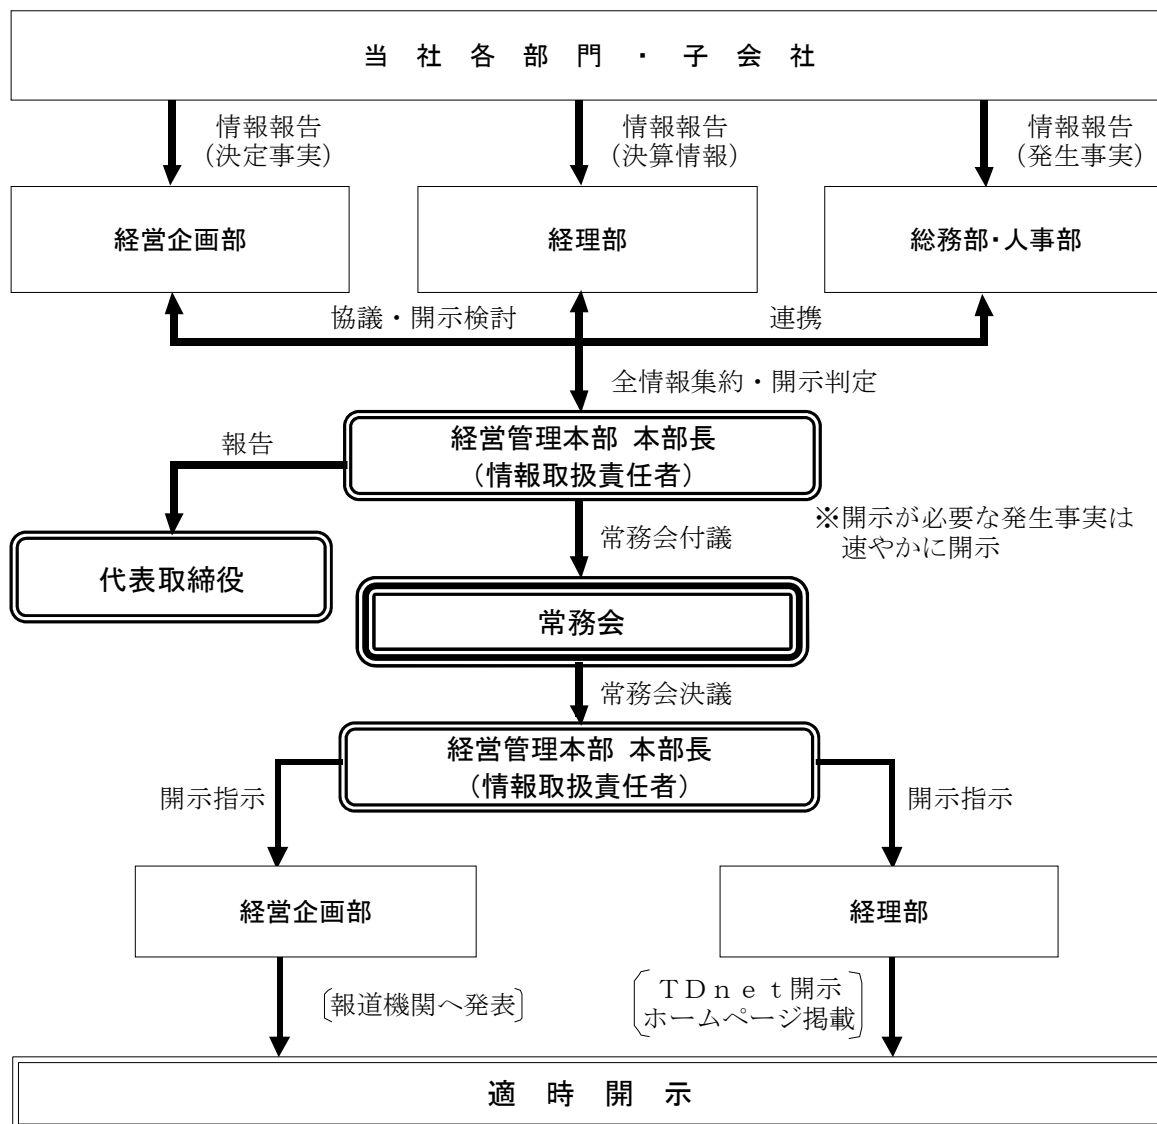 当社各部門・子会社
情報報告
（決定事実）
情報報告
（決算情報）
情報報告
（発生事実）
経営企画部
経理部
総務部・人事部
協議・開示検討
連携
全情報集約・開示判定
経営管理本部 本部長
（情報取扱責任者）
報告
※開示が必要な発生事実は
速やかに開示
常務会付議
代表取締役
常務会
常務会決議
経営管理本部 本部長
（情報取扱責任者）
開示指示
開示指示
経営企画部
経理部
〔報道機関へ発表〕
ＴＤｎｅｔ開示
ホームページ掲載
適時開示